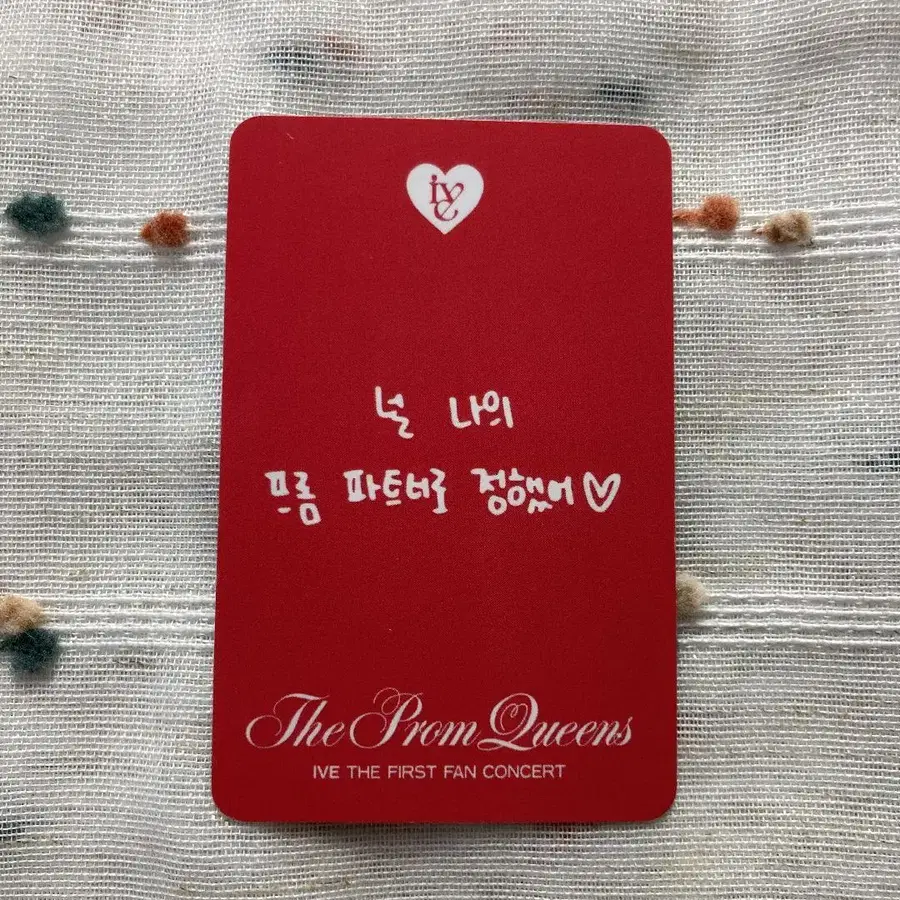 ive
널 나의
프롬 파트너로 정했어♡
The Prom Queens
IVE THE FIRST FAN CONCERT